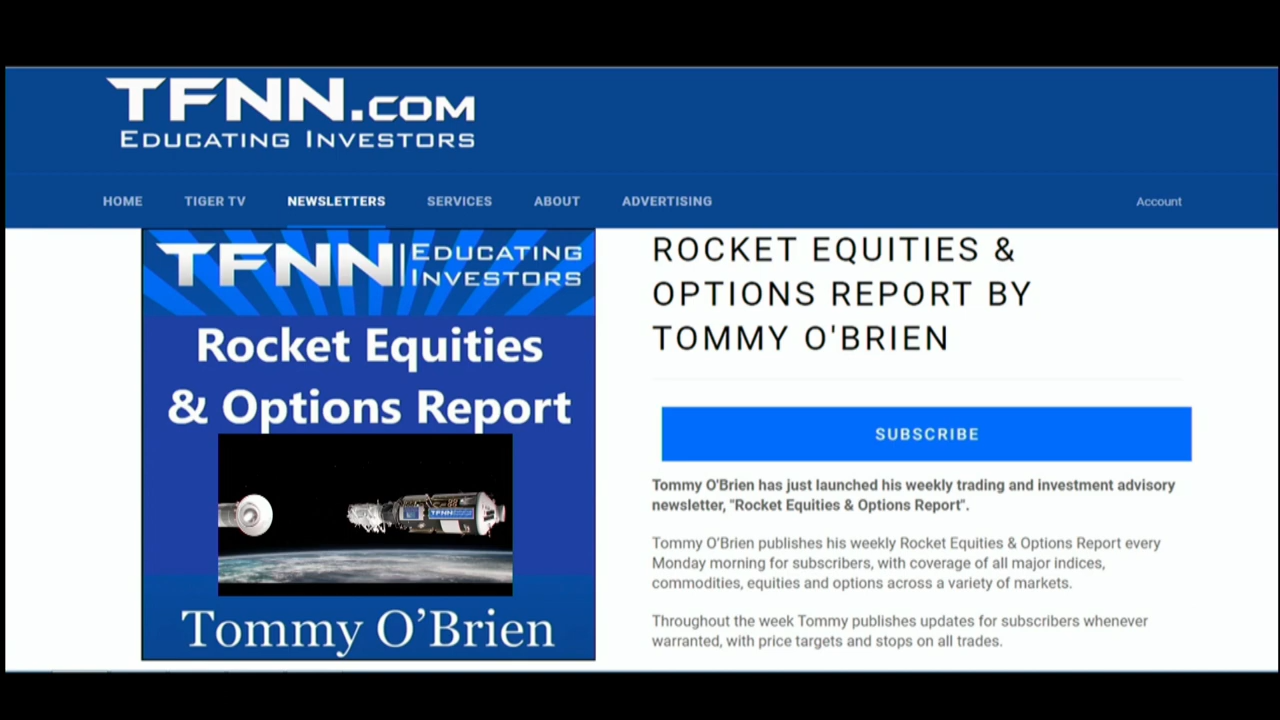 TFNN.COM
EDUCATING INVESTORS
HOME TIGER TV NEWSLETTERS SERVICES ABOUT ADVERTISING Account
TFNN EDUCATING
INVESTORS
Rocket Equities
& Options Report
TFNN
Tommy O’Brien
ROCKET EQUITIES &
OPTIONS REPORT BY
TOMMY O'BRIEN
SUBSCRIBE
Tommy O'Brien has just launched his weekly trading and investment advisory
newsletter, "Rocket Equities & Options Report".
Tommy O’Brien publishes his weekly Rocket Equities & Options Report every
Monday morning for subscribers, with coverage of all major indices,
commodities, equities and options across a variety of markets.
Throughout the week Tommy publishes updates for subscribers whenever
warranted, with price targets and stops on all trades.